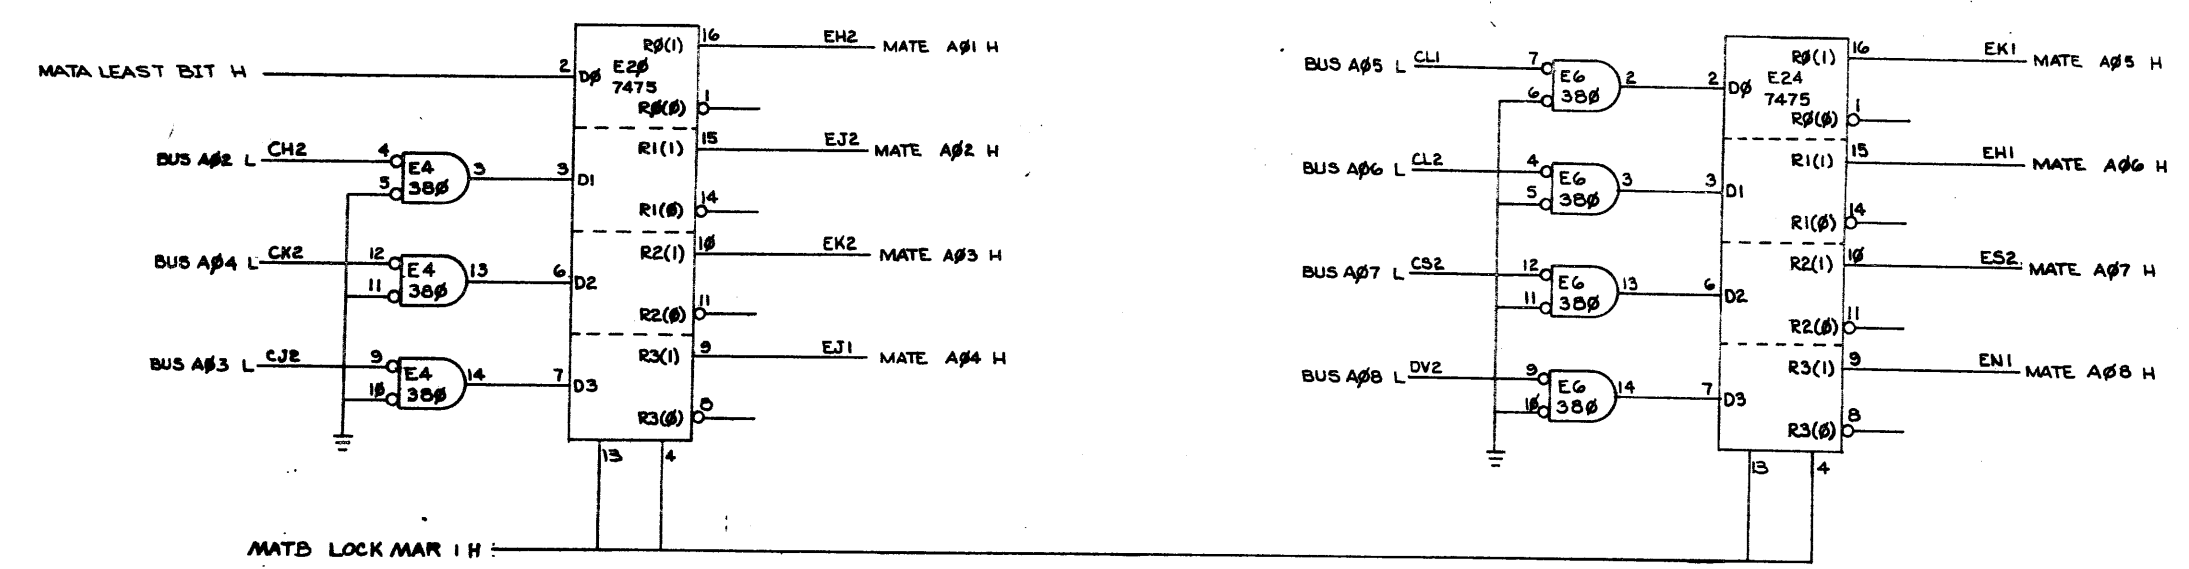 MATA LEAST BIT H
2
DØ
E2Ø
7475
RØ(1)
16
EH2
MATE AØ1 H
RØ(Ø)
1
BUS AØ2 L
CH2
4
5
E4
38Ø
3
3
D1
R1(1)
15
EJ2
MATE AØ2 H
R1(Ø)
14
BUS AØ4 L
CK2
12
11
E4
38Ø
13
6
D2
R2(1)
1Ø
EK2
MATE AØ3 H
R2(Ø)
11
BUS AØ3 L
CJ2
9
1Ø
E4
38Ø
14
7
D3
R3(1)
9
EJ1
MATE AØ4 H
R3(Ø)
8
13
4
BUS AØ5 L
CL1
7
6
E6
38Ø
2
2
DØ
E24
7475
RØ(1)
16
EK1
MATE AØ5 H
RØ(Ø)
1
BUS AØ6 L
CL2
4
5
E6
38Ø
3
3
D1
R1(1)
15
EH1
MATE AØ6 H
R1(Ø)
14
BUS AØ7 L
CS2
12
11
E6
38Ø
13
6
D2
R2(1)
1Ø
ES2
MATE AØ7 H
R2(Ø)
11
BUS AØ8 L
DV2
9
1Ø
E6
38Ø
14
7
D3
R3(1)
9
EN1
MATE AØ8 H
R3(Ø)
8
13
4
MATB LOCK MAR 1 H